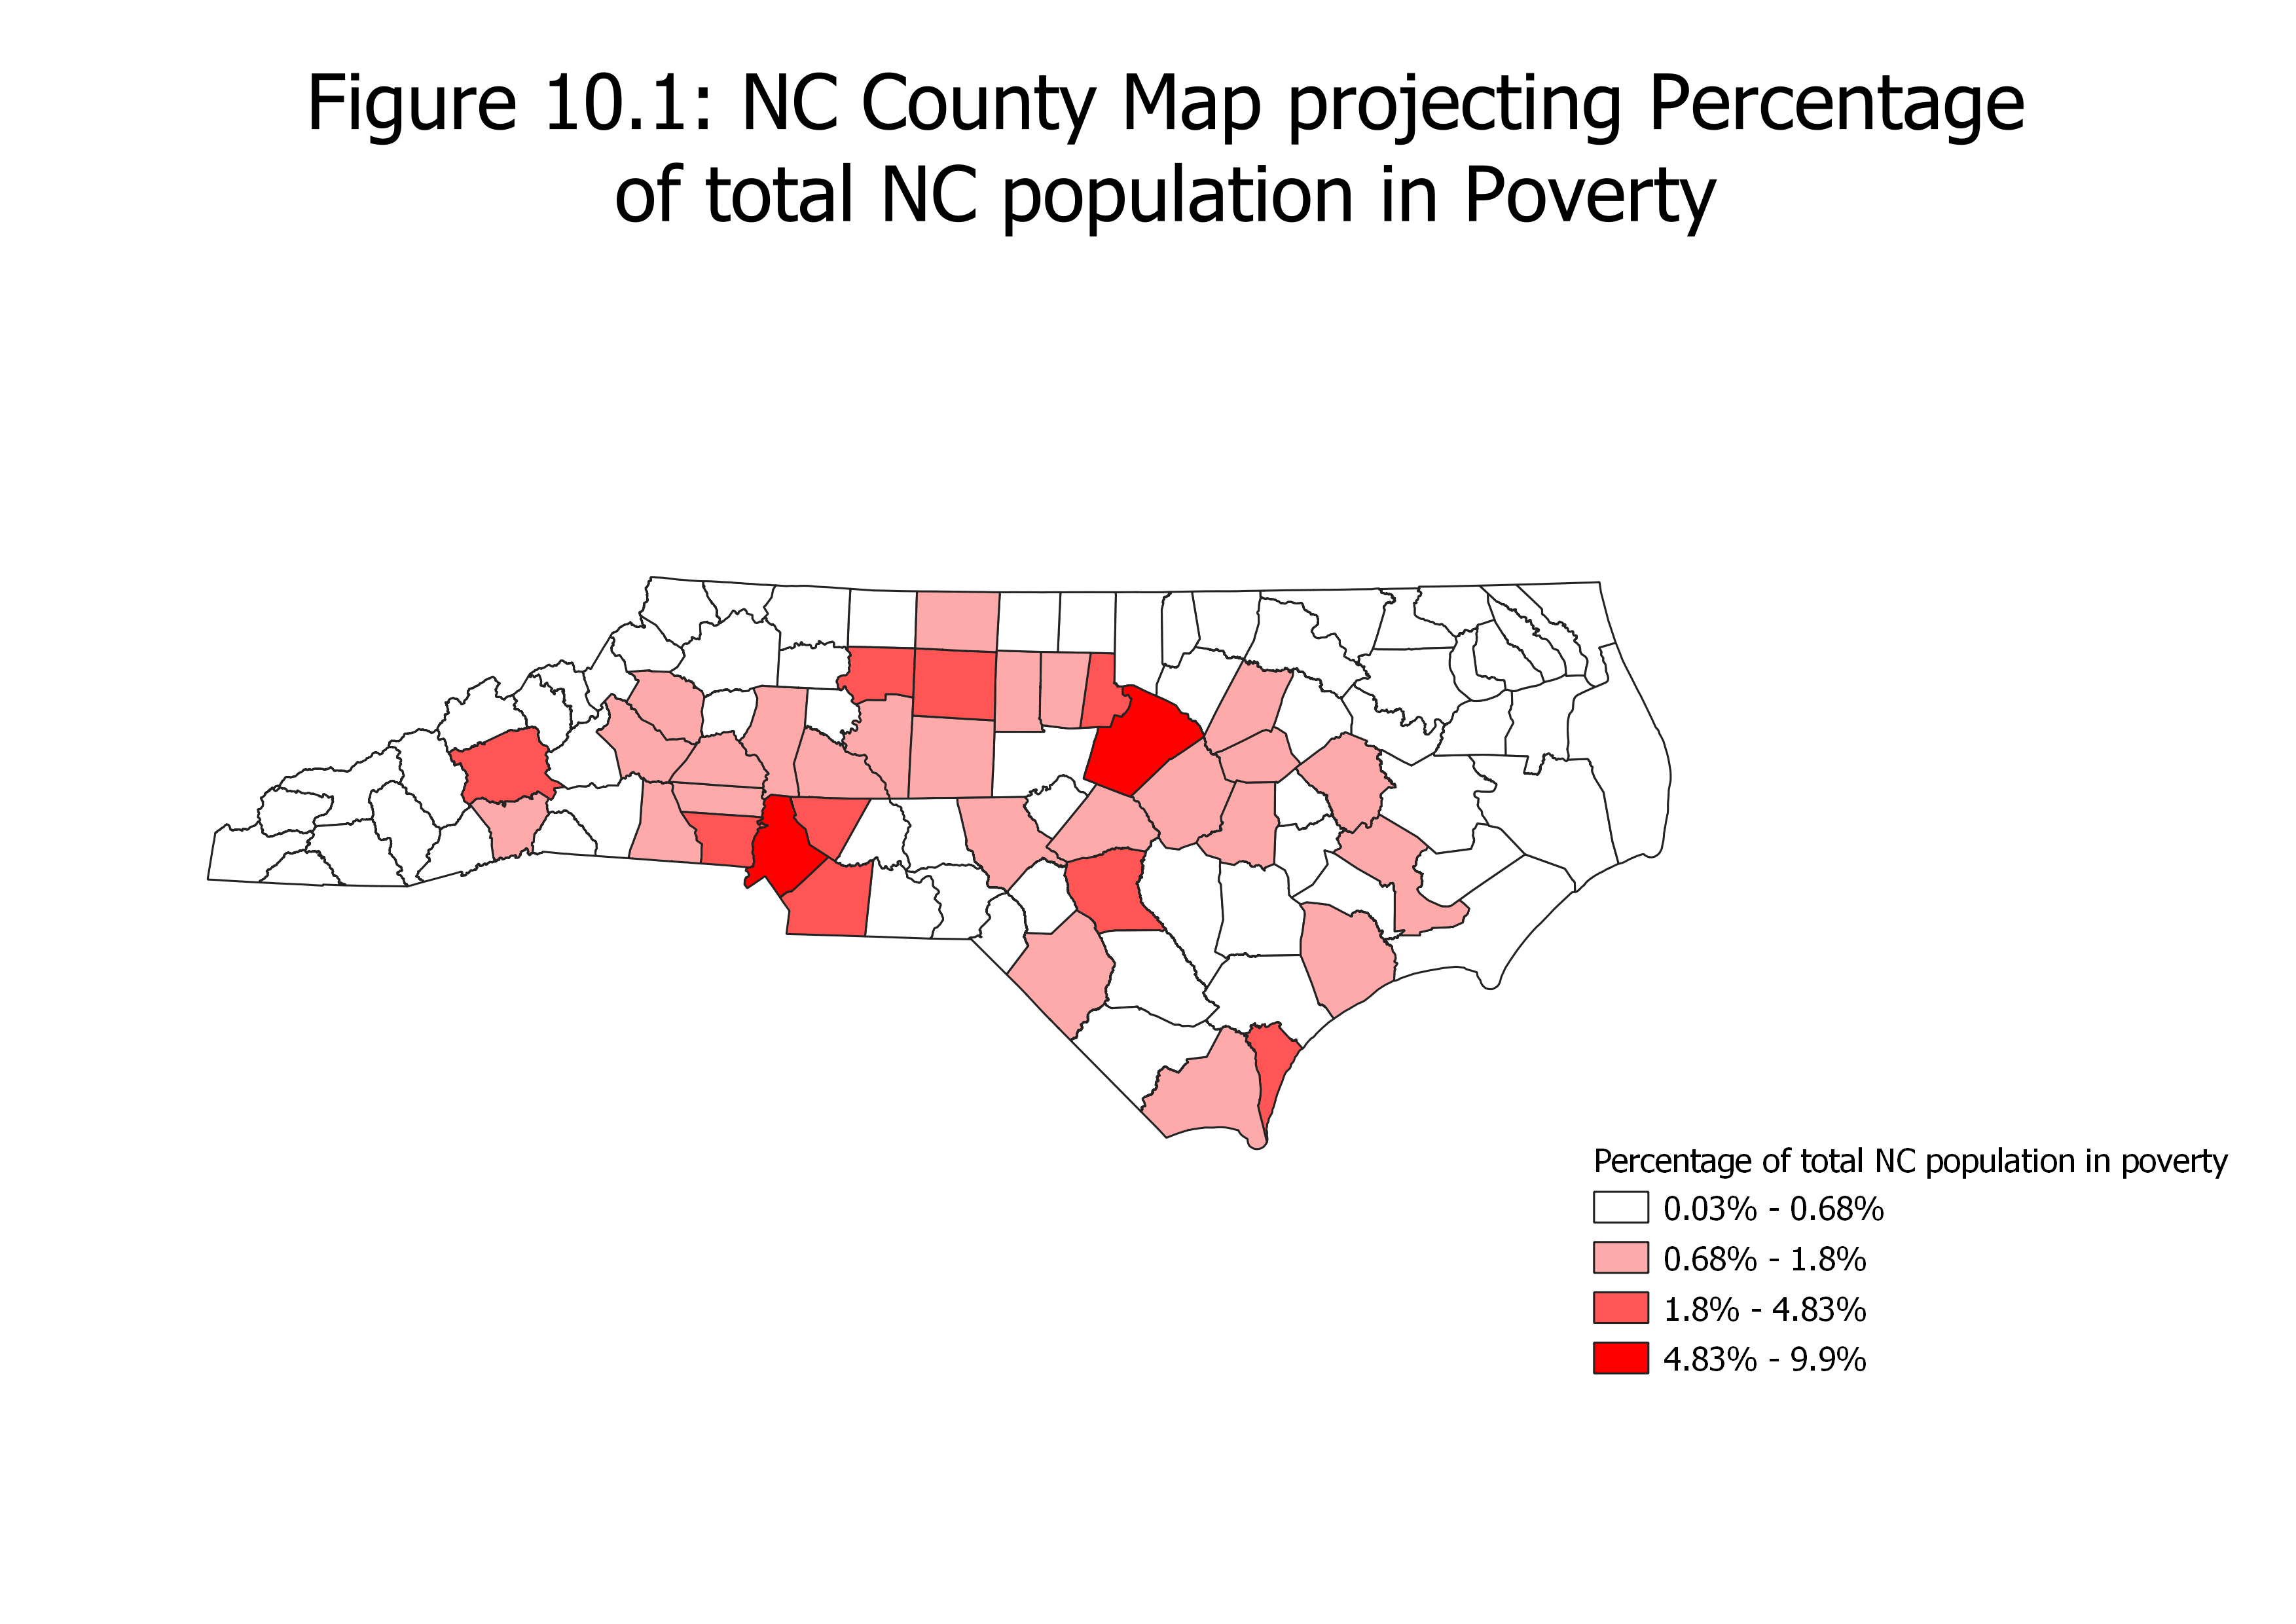 Figure 10.1: NC County Map projecting Percentage
of total NC population in Poverty
Percentage of total NC population in poverty
0.03% - 0.68%
0.68% - 1.8%
1.8% - 4.83%
4.83% - 9.9%